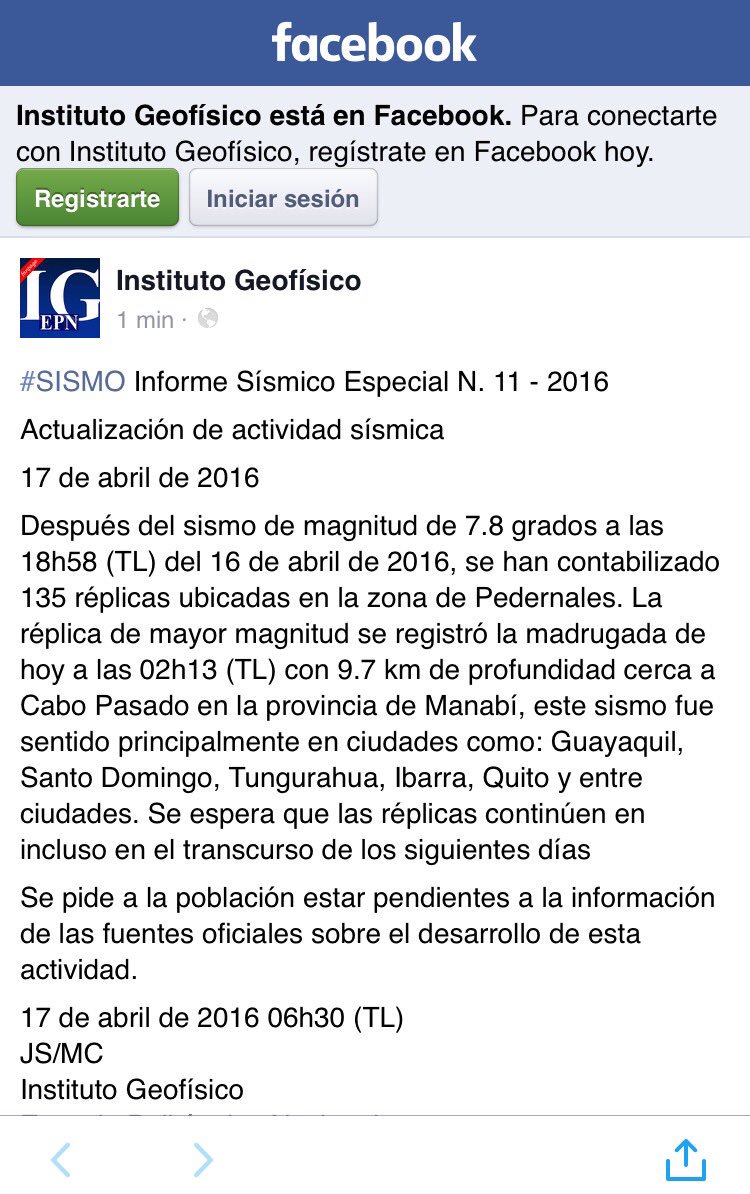 facebook
Instituto Geofísico está en Facebook. Para conectarte
con Instituto Geofísico, regístrate en Facebook hoy.
Registrarte
Iniciar sesión
IG
EPN
Instituto Geofísico
1 min ·
#SISMO Informe Sísmico Especial N. 11 - 2016
Actualización de actividad sísmica
17 de abril de 2016
Después del sismo de magnitud de 7.8 grados a las
18h58 (TL) del 16 de abril de 2016, se han contabilizado
135 réplicas ubicadas en la zona de Pedernales. La
réplica de mayor magnitud se registró la madrugada de
hoy a las 02h13 (TL) con 9.7 km de profundidad cerca a
Cabo Pasado en la provincia de Manabí, este sismo fue
sentido principalmente en ciudades como: Guayaquil,
Santo Domingo, Tungurahua, Ibarra, Quito y entre
ciudades. Se espera que las réplicas continúen en
incluso en el transcurso de los siguientes días
Se pide a la población estar pendientes a la información
de las fuentes oficiales sobre el desarrollo de esta
actividad.
17 de abril de 2016 06h30 (TL)
JS/MC
Instituto Geofísico